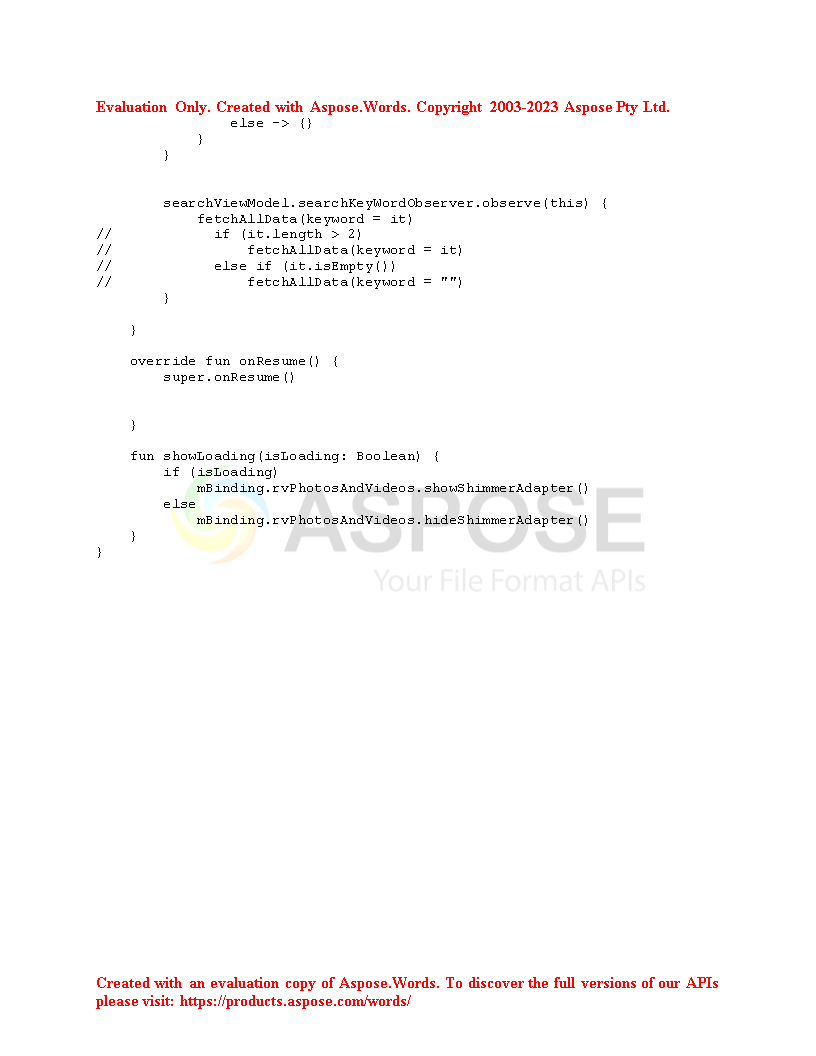 Evaluation Only. Created with Aspose.Words. Copyright 2003-2023 Aspose Pty Ltd.
                else -> {}
            }
        }


        searchViewModel.searchKeyWordObserver.observe(this) {
            fetchAllData(keyword = it)
//            if (it.length > 2)
//                fetchAllData(keyword = it)
//            else if (it.isEmpty())
//                fetchAllData(keyword = "")
        }

    }

    override fun onResume() {
        super.onResume()


    }

    fun showLoading(isLoading: Boolean) {
        if (isLoading)
            mBinding.rvPhotosAndVideos.showShimmerAdapter()
        else
            mBinding.rvPhotosAndVideos.hideShimmerAdapter()
    }
}
ASPOSE
Your File Format APIs
Created with an evaluation copy of Aspose.Words. To discover the full versions of our APIs
please visit: https://products.aspose.com/words/